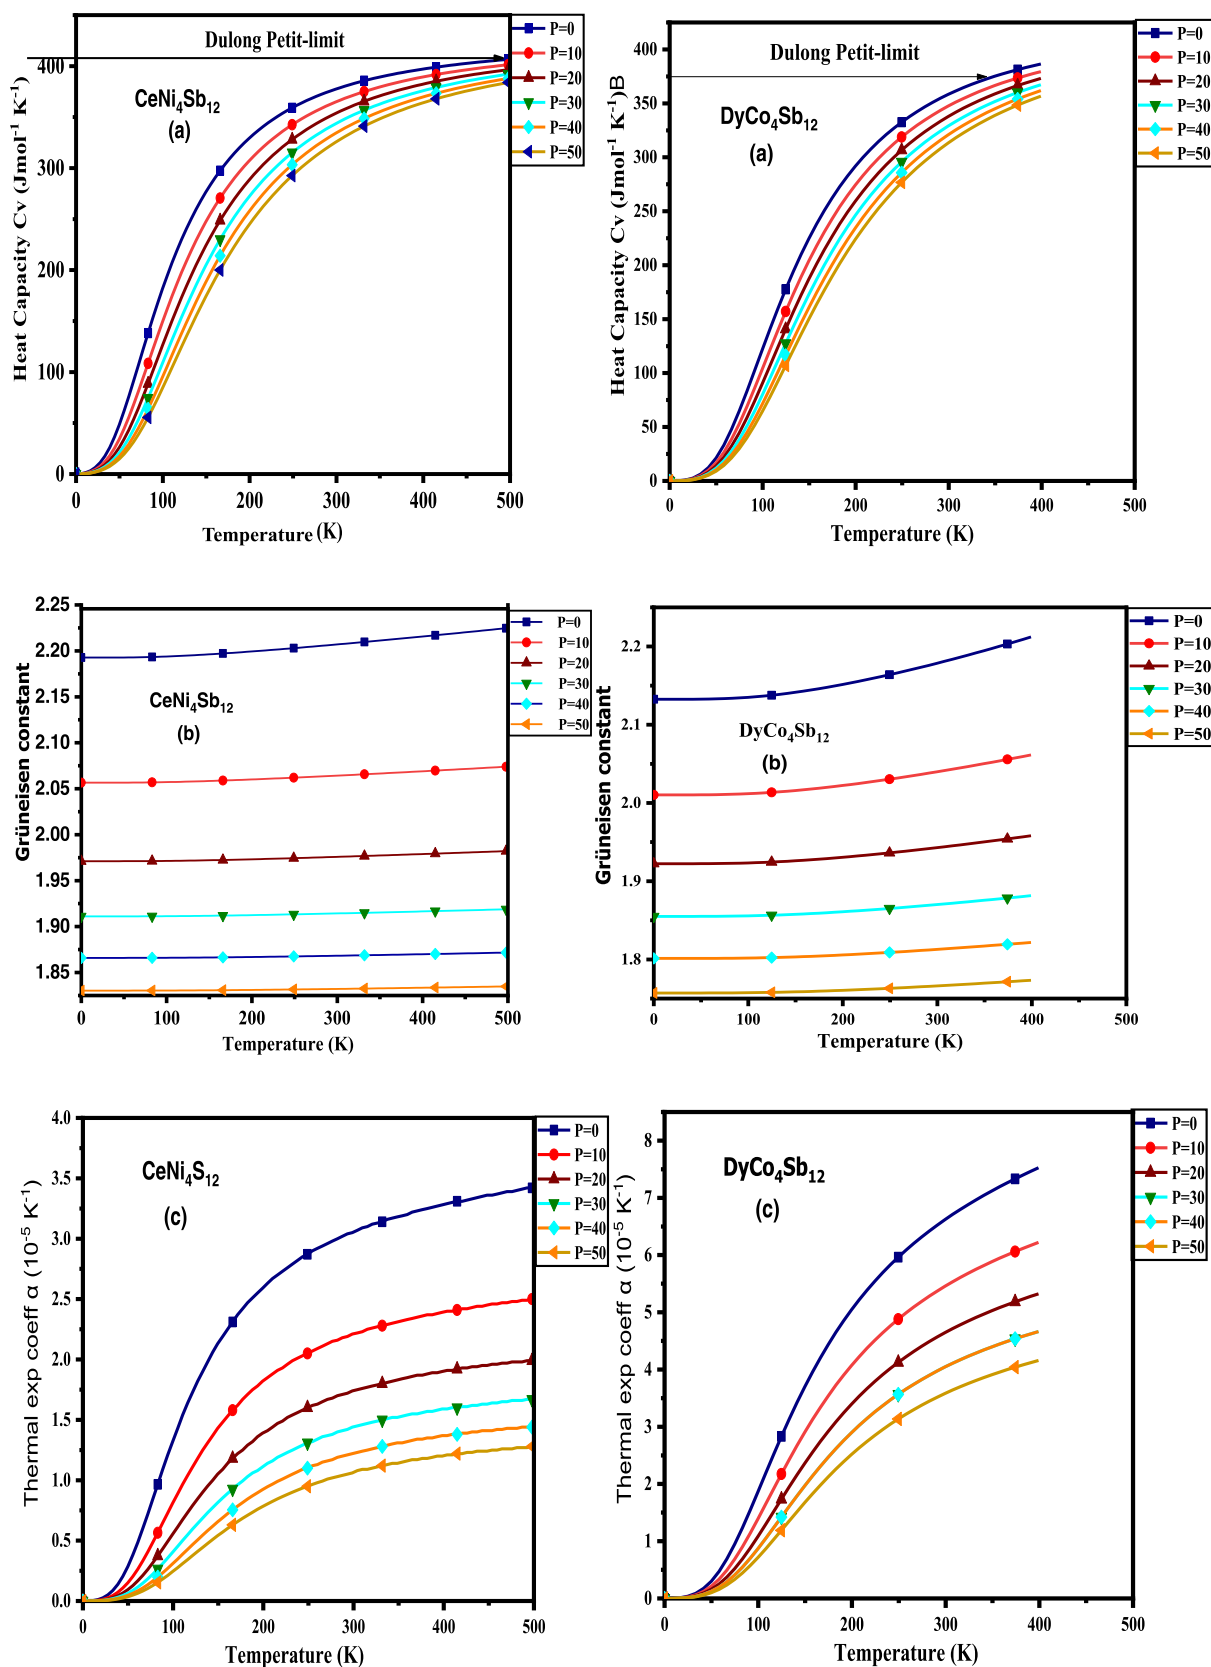 Dulong Petit-limit
CeNi₄Sb₁₂
(a)
P=0
P=10
P=20
P=30
P=40
P=50
Heat Capacity Cv (Jmol⁻¹ K⁻¹)
400
300
200
100
0
0 100 200 300 400 500
Temperature (K)
Dulong Petit-limit
DyCo₄Sb₁₂
(a)
P=0
P=10
P=20
P=30
P=40
P=50
Heat Capacity Cv (Jmol⁻¹ K⁻¹)B
400
375
350
325
300
275
250
225
200
175
150
125
100
75
50
25
0
0 100 200 300 400 500
Temperature (K)
CeNi₄Sb₁₂
(b)
P=0
P=10
P=20
P=30
P=40
P=50
Grüneisen constant
2.25
2.20
2.15
2.10
2.05
2.00
1.95
1.90
1.85
0 100 200 300 400 500
Temperature (K)
DyCo₄Sb₁₂
(b)
P=0
P=10
P=20
P=30
P=40
P=50
Grüneisen constant
2.2
2.1
2.0
1.9
1.8
0 100 200 300 400 500
Temperature (K)
CeNi₄S₁₂
(c)
P=0
P=10
P=20
P=30
P=40
P=50
Thermal exp coeff α (10⁻⁵ K⁻¹)
4.0
3.5
3.0
2.5
2.0
1.5
1.0
0.5
0.0
0 100 200 300 400 500
Temperature (K)
DyCo₄Sb₁₂
(c)
P=0
P=10
P=20
P=30
P=40
P=50
Thermal exp coeff α (10⁻⁵ K⁻¹)
8
7
6
5
4
3
2
1
0
0 100 200 300 400 500
Temperature (K)